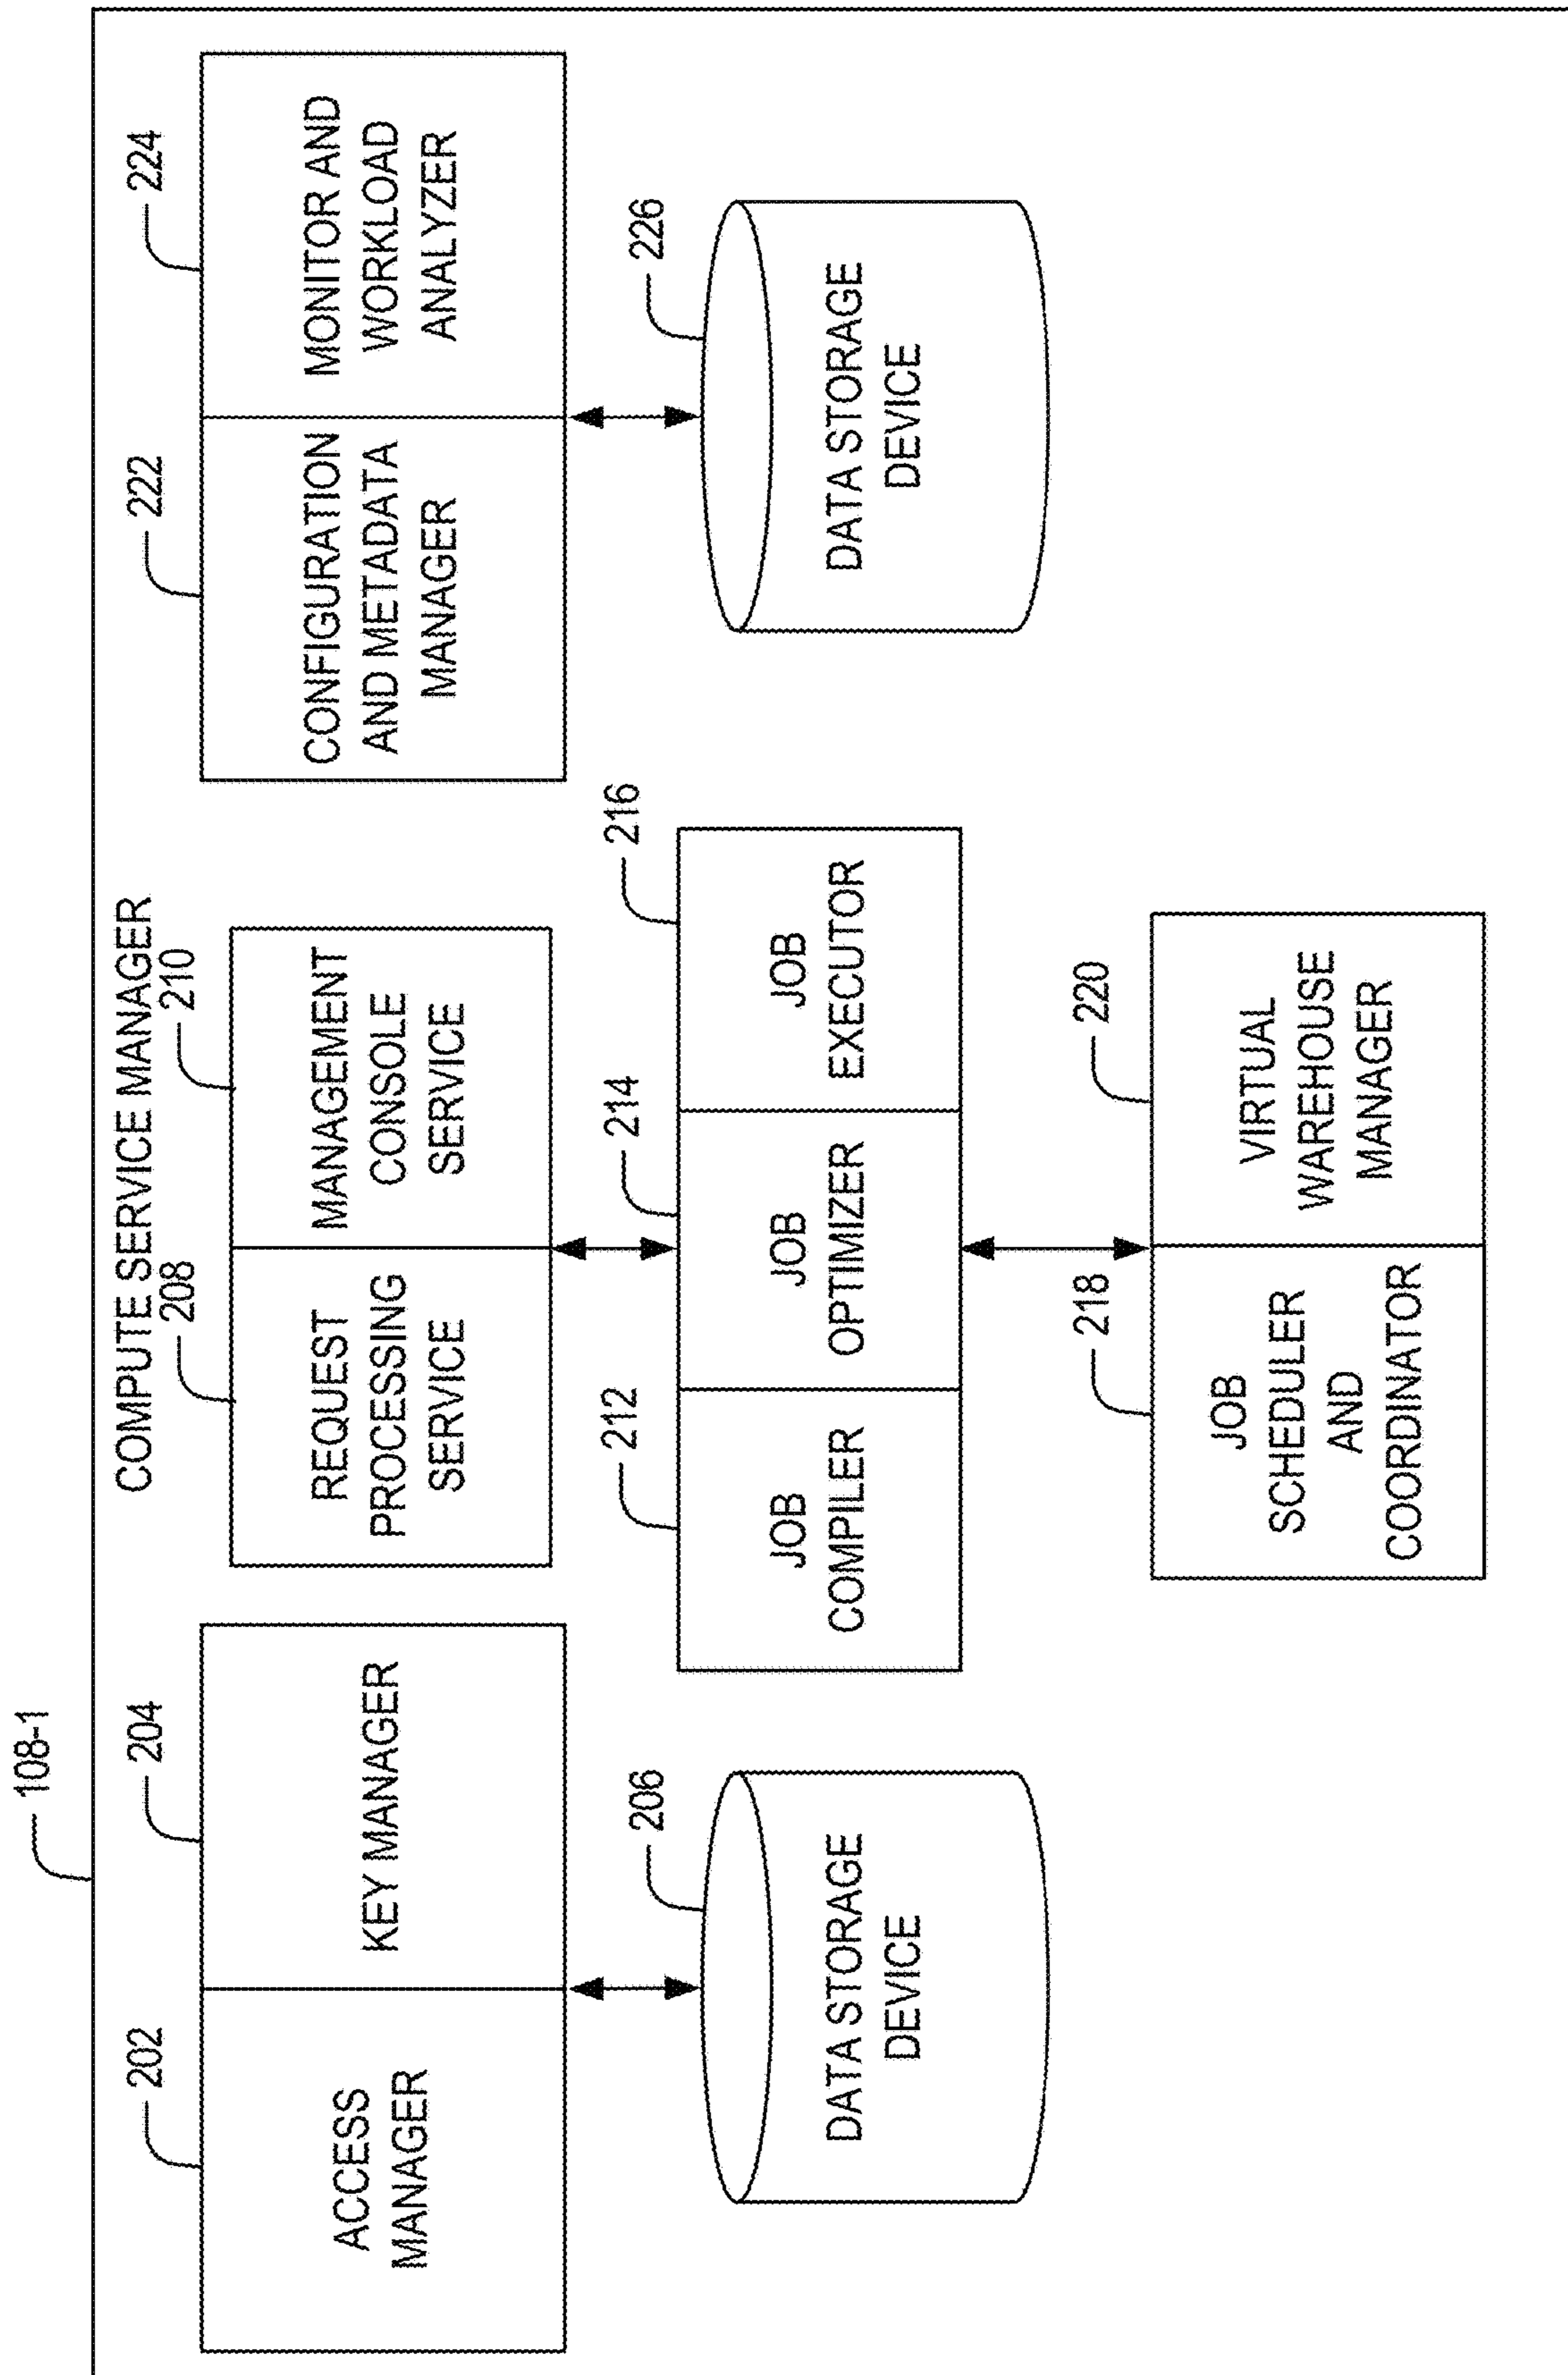 108-1
COMPUTE SERVICE MANAGER
202
ACCESS
MANAGER
204
KEY MANAGER
206
DATA STORAGE
DEVICE
208
REQUEST
PROCESSING
SERVICE
210
MANAGEMENT
CONSOLE
SERVICE
212
JOB
COMPILER
214
JOB
OPTIMIZER
216
JOB
EXECUTOR
218
JOB
SCHEDULER
AND
COORDINATOR
220
VIRTUAL
WAREHOUSE
MANAGER
222
CONFIGURATION
AND METADATA
MANAGER
224
MONITOR AND
WORKLOAD
ANALYZER
226
DATA STORAGE
DEVICE